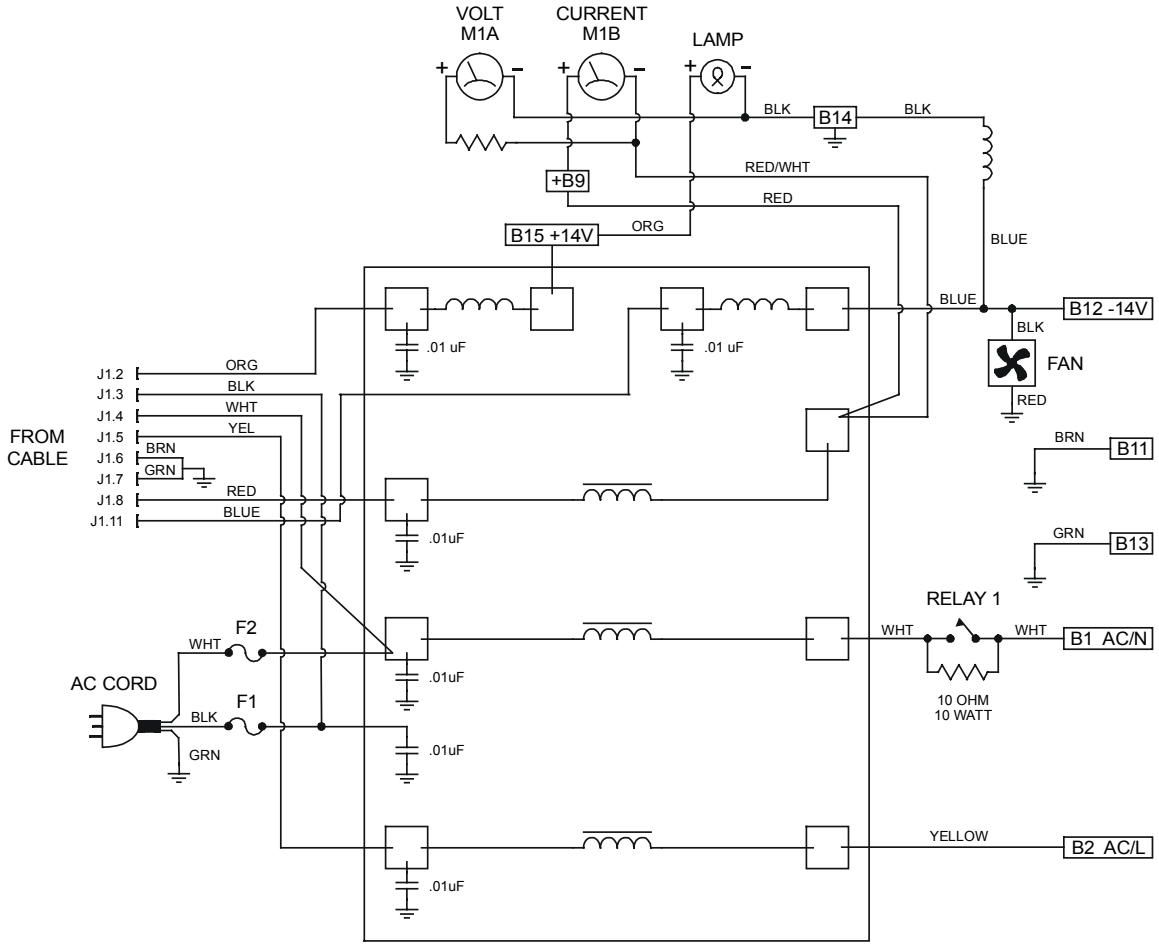 VOLT
M1A
CURRENT
M1B
LAMP
+ - + - + -
BLK
B14
BLK
RED/WHT
+B9
RED
B15 +14V
ORG
BLUE
BLUE
B12 -14V
BLK
FAN
RED
.01 uF
.01 uF
FROM
CABLE
J1.2
ORG
J1.3
BLK
J1.4
WHT
J1.5
YEL
J1.6
BRN
J1.7
GRN
J1.8
RED
J1.11
BLUE
BRN
B11
.01uF
GRN
B13
RELAY 1
WHT
WHT
B1 AC/N
10 OHM
10 WATT
F2
WHT
.01uF
AC CORD
F1
BLK
GRN
.01uF
YELLOW
B2 AC/L
.01uF